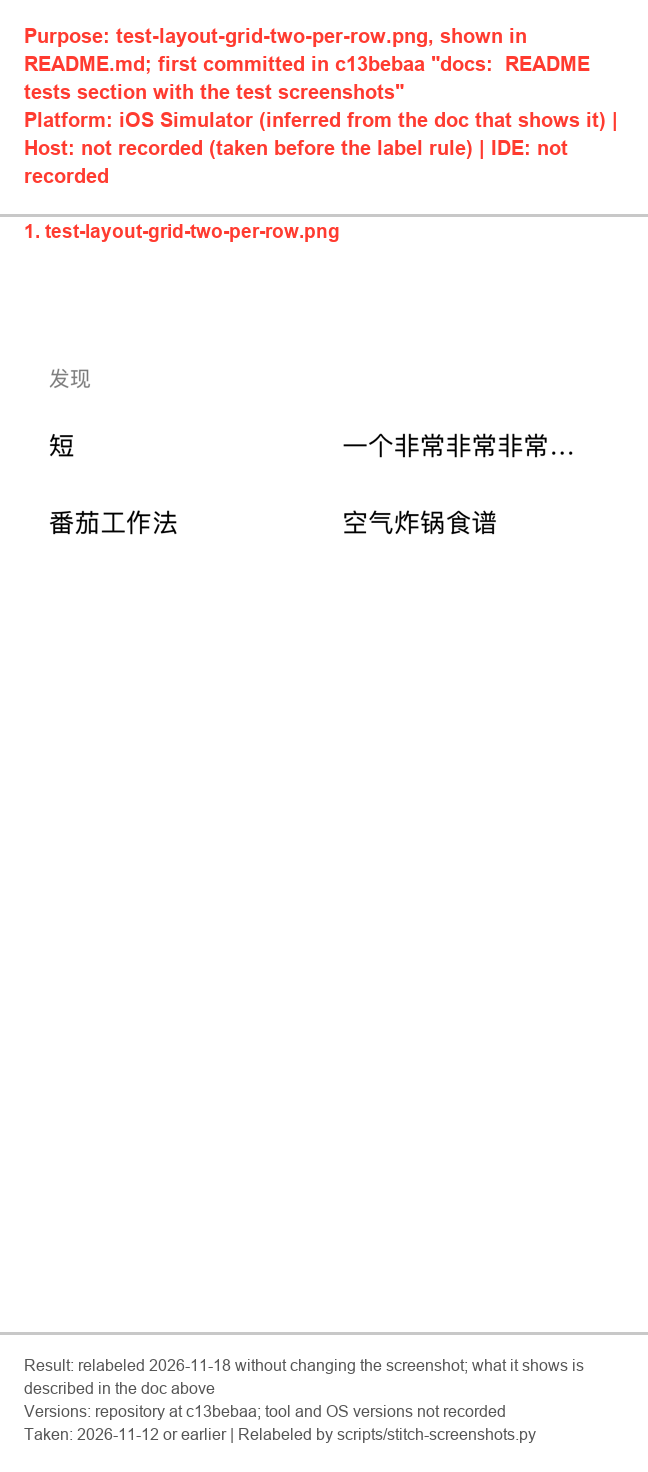 Purpose: test-layout-grid-two-per-row.png, shown in
README.md; first committed in c13bebaa "docs:  README
tests section with the test screenshots"
Platform: iOS Simulator (inferred from the doc that shows it) |
Host: not recorded (taken before the label rule) | IDE: not
recorded
1. test-layout-grid-two-per-row.png
发现
短
一个非常非常非常…
番茄工作法
空气炸锅食谱
Result: relabeled 2026-11-18 without changing the screenshot; what it shows is
described in the doc above
Versions: repository at c13bebaa; tool and OS versions not recorded
Taken: 2026-11-12 or earlier | Relabeled by scripts/stitch-screenshots.py